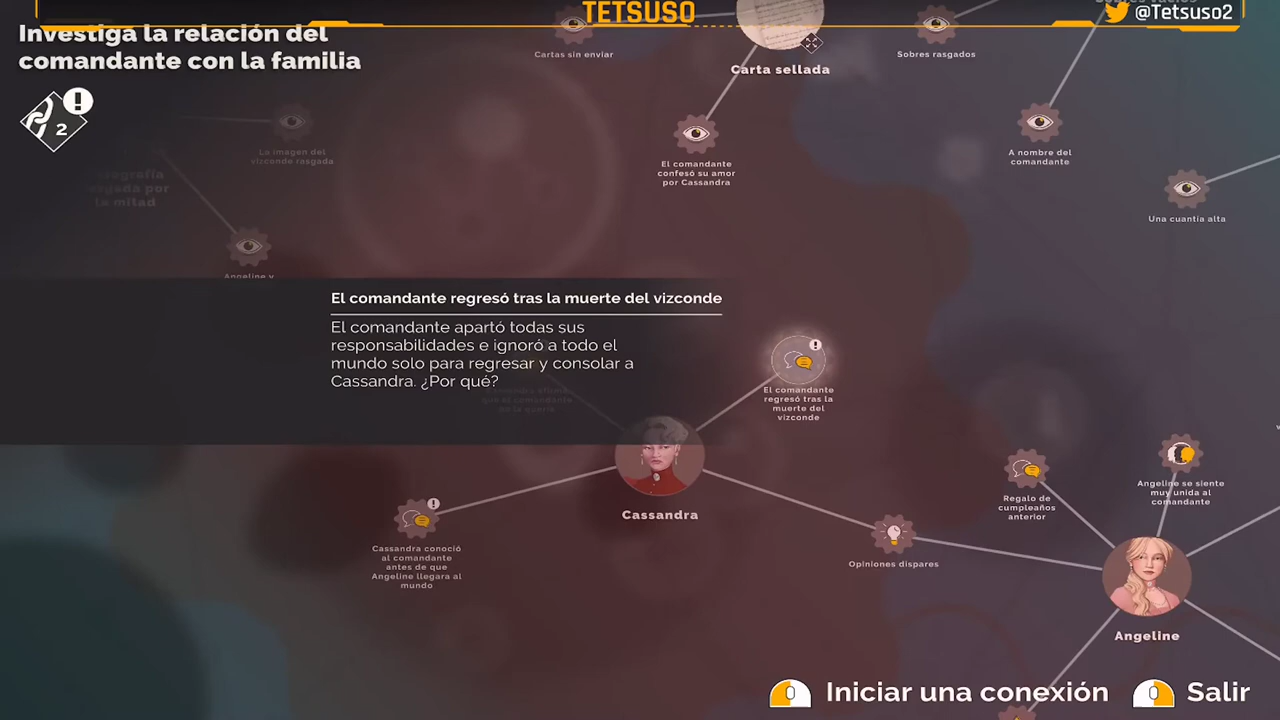 TETSUSO
@Tetsuso2
Investiga la relación del
comandante con la familia
2
Cartas sin enviar
Carta sellada
Sobres rasgados
La imagen del
vizconde rasgada
rasgada por
la mitad
El comandante
confesó su amor
por Cassandra
A nombre del
comandante
Una cuantía alta
Angeline y
El comandante regresó tras la muerte del vizconde
El comandante apartó todas sus
responsabilidades e ignoró a todo el
mundo solo para regresar y consolar a
Cassandra. ¿Por qué?
El comandante
regresó tras la
muerte del
vizconde
Cassandra
Cassandra conoció
al comandante
antes de que
Angeline llegara al
mundo
Opiniones dispares
Regalo de
cumpleaños
anterior
Angeline se siente
muy unida al
comandante
Angeline
Iniciar una conexión
Salir